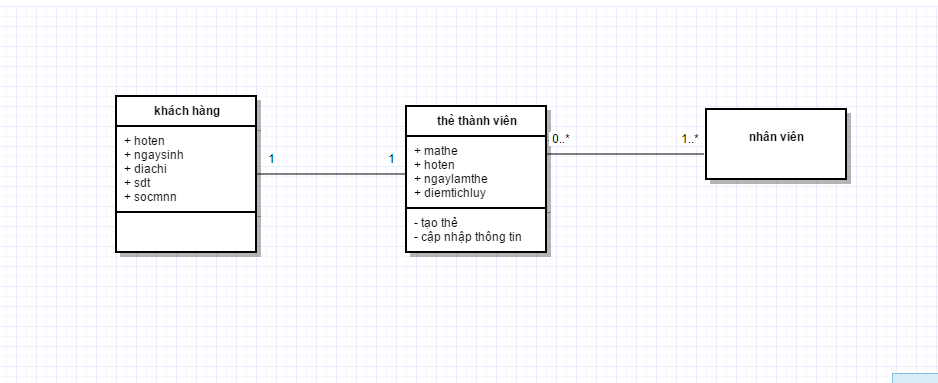 khách hàng
+ hoten
+ ngaysinh
+ diachi
+ sdt
+ socmnn
1
1
thẻ thành viên
+ mathe
+ hoten
+ ngaylamthe
+ diemtichluy
- tạo thẻ
- cập nhập thông tin
0..*
1..*
nhân viên